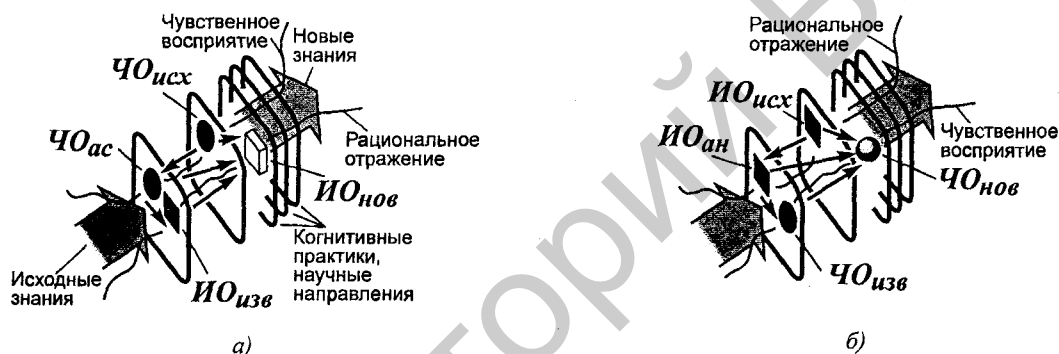 Чувственное
восприятие
Новые
знания
ЧОисх
ЧОас
Рациональное
отражение
ИОнов
Когнитивные
практики,
научные
направления
Исходные
знания
ИОизв
а)
Рациональное
отражение
ИОисх
ИОан
Чувственное
восприятие
ЧОнов
ЧОизв
б)
торий Б